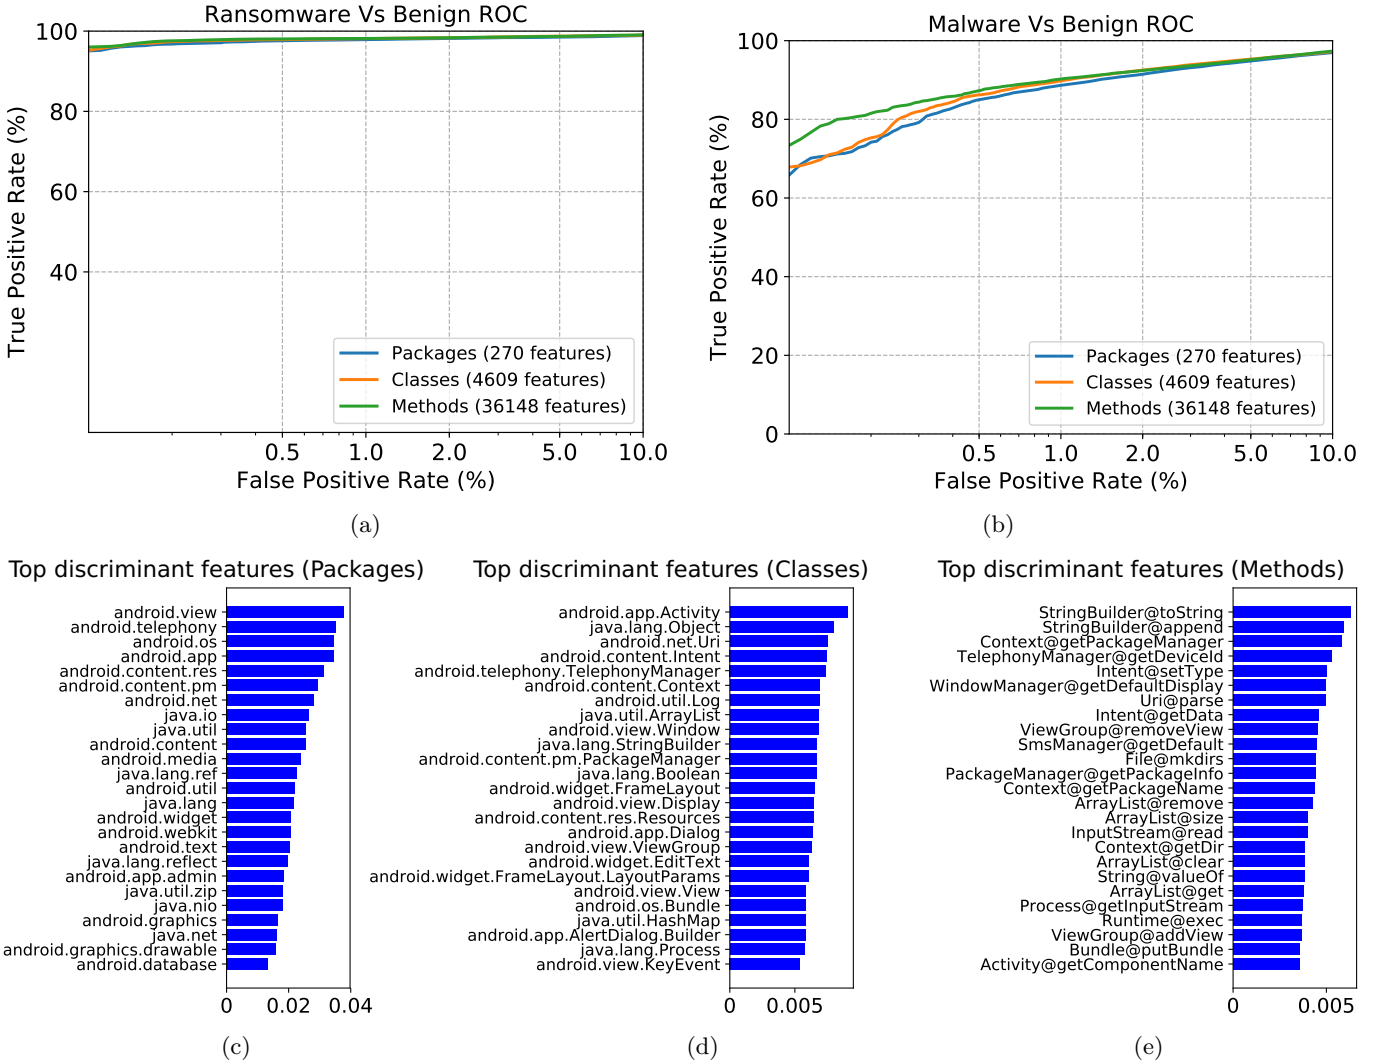 Ransomware Vs Benign ROC
100
80
60
40
True Positive Rate (%)
Packages (270 features)
Classes (4609 features)
Methods (36148 features)
0.5 1.0 2.0 5.0 10.0
False Positive Rate (%)
(a)
Malware Vs Benign ROC
100
80
60
40
20
0
True Positive Rate (%)
Packages (270 features)
Classes (4609 features)
Methods (36148 features)
0.5 1.0 2.0 5.0 10.0
False Positive Rate (%)
(b)
Top discriminant features (Packages)
android.view
android.telephony
android.os
android.app
android.content.res
android.content.pm
android.net
java.io
java.util
android.content
android.media
java.lang.ref
android.util
java.lang
android.widget
android.webkit
android.text
java.lang.reflect
android.app.admin
java.util.zip
java.nio
android.graphics
java.net
android.graphics.drawable
android.database
0 0.02 0.04
(c)
Top discriminant features (Classes)
android.app.Activity
java.lang.Object
android.net.Uri
android.content.Intent
android.telephony.TelephonyManager
android.content.Context
android.util.Log
java.util.ArrayList
android.view.Window
java.lang.StringBuilder
android.content.pm.PackageManager
java.lang.Boolean
android.widget.FrameLayout
android.view.Display
android.content.res.Resources
android.app.Dialog
android.view.ViewGroup
android.widget.EditText
android.widget.FrameLayout.LayoutParams
android.view.View
android.os.Bundle
java.util.HashMap
android.app.AlertDialog.Builder
java.lang.Process
android.view.KeyEvent
0 0.005
(d)
Top discriminant features (Methods)
StringBuilder@toString
StringBuilder@append
Context@getPackageManager
TelephonyManager@getDeviceId
Intent@setType
WindowManager@getDefaultDisplay
Uri@parse
Intent@getData
ViewGroup@removeView
SmsManager@getDefault
File@mkdirs
PackageManager@getPackageInfo
Context@getPackageName
ArrayList@remove
ArrayList@size
InputStream@read
Context@getDir
ArrayList@clear
String@valueOf
ArrayList@get
Process@getInputStream
Runtime@exec
ViewGroup@addView
Bundle@putBundle
Activity@getComponentName
0 0.005
(e)